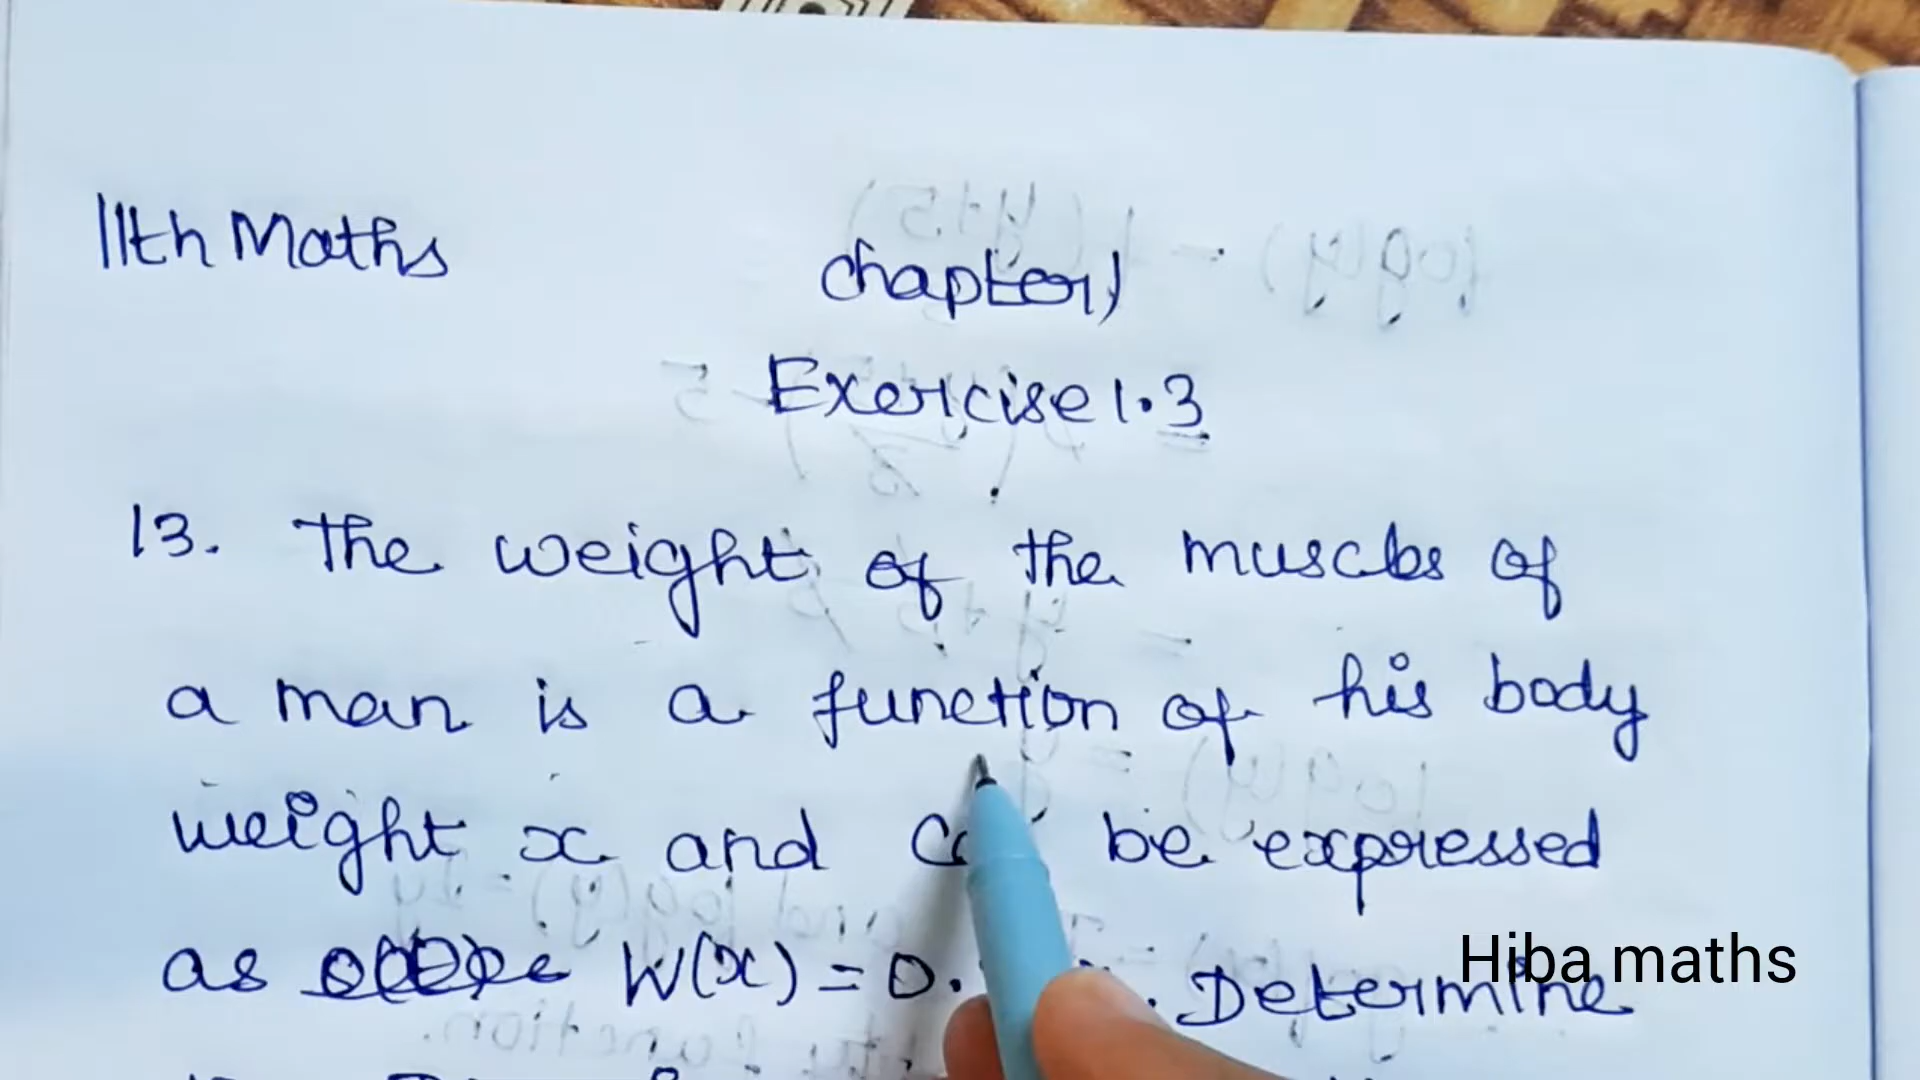 11th Maths
chapter 1
Exercise 1.3
13. The weight of the muscles of
a man is a function of his body
weight x and be expressed
as W(x) = 0. Determine
Hiba maths